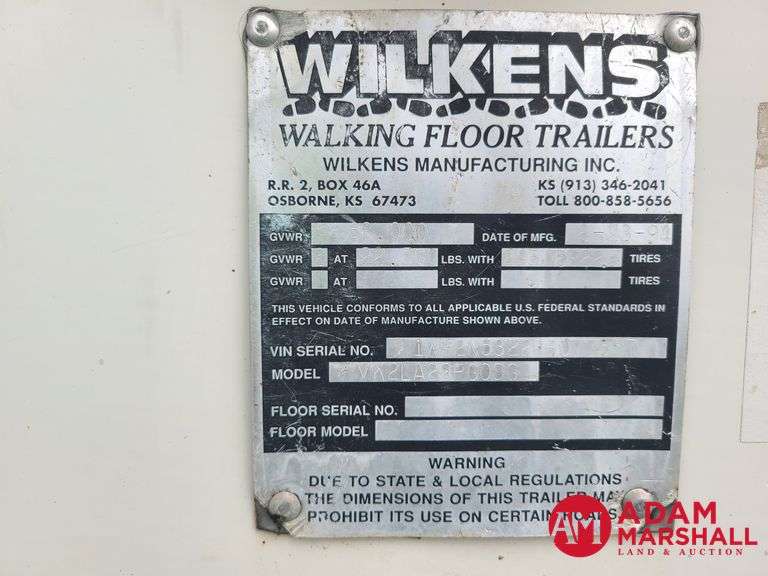 WILKENS
WALKING FLOOR TRAILERS
WILKENS MANUFACTURING INC.
R.R. 2, BOX 46A KS (913) 346-2041
OSBORNE, KS 67473 TOLL 800-858-5656
GVWR DATE OF MFG.
GVWR AT LBS. WITH TIRES
GVWR AT LBS. WITH TIRES
THIS VEHICLE CONFORMS TO ALL APPLICABLE U.S. FEDERAL STANDARDS IN
EFFECT ON DATE OF MANUFACTURE SHOWN ABOVE.
VIN SERIAL NO.
MODEL
FLOOR SERIAL NO.
FLOOR MODEL
WARNING
DUE TO STATE & LOCAL REGULATIONS
THE DIMENSIONS OF THIS TRAILER MAY
PROHIBIT ITS USE ON CERTAIN ROADS.
AM ADAM
MARSHALL
LAND & AUCTION